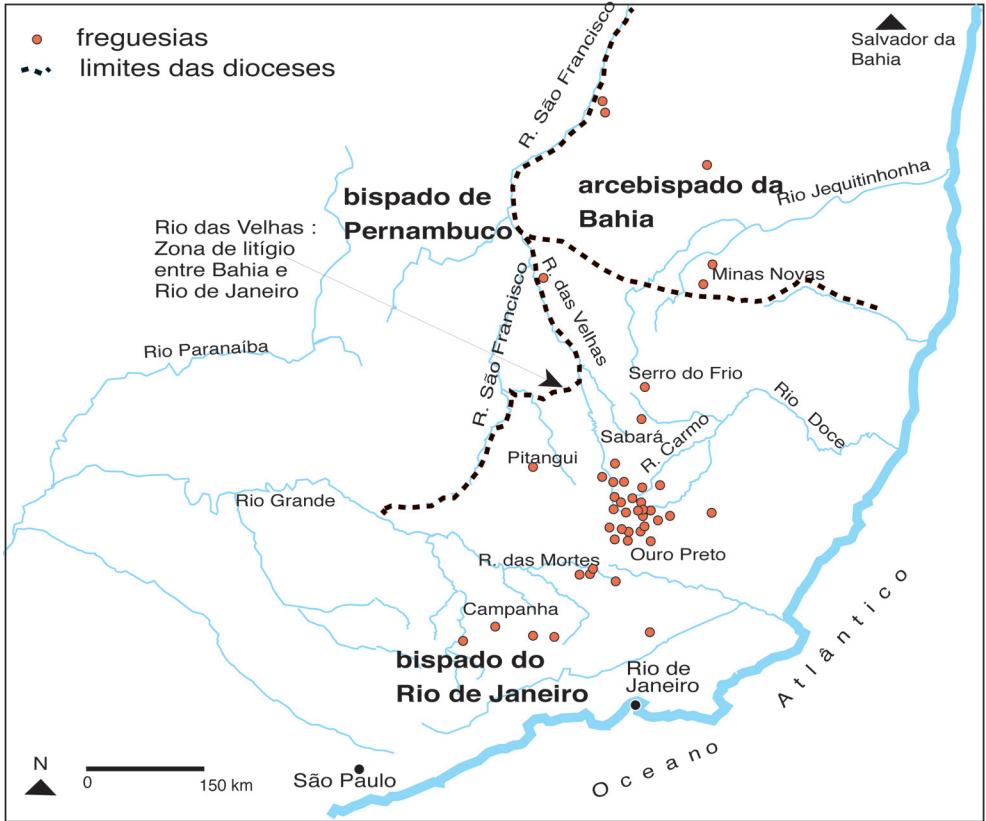 freguesias
limites das dioceses
R. São Francisco
Salvador da
Bahia
bispado de
Pernambuco
arcebispado da
Bahia
Rio Jequitinhonha
Rio das Velhas :
Zona de litígio
entre Bahia e
Rio de Janeiro
Minas Novas
R. das Velhas
R. São Francisco
Rio Paranaíba
Serro do Frio
Rio Doce
Sabará
R. Carmo
Pitangui
Rio Grande
Ouro Preto
R. das Mortes
Campanha
bispado do
Rio de Janeiro
Rio de
Janeiro
Oceano Atlântico
N
0 150 km
São Paulo